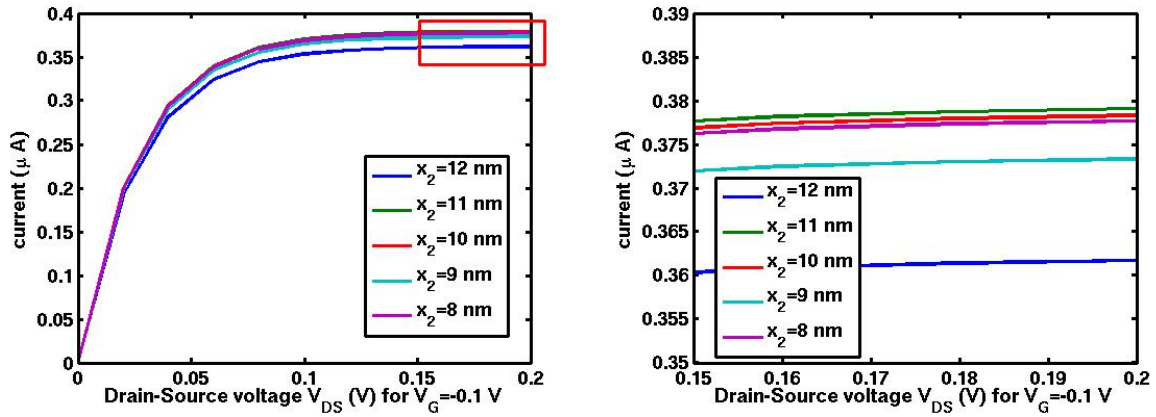 0.4
0.35
0.3
0.25
0.2
0.15
0.1
0.05
0
current (μ A)
x₂=12 nm
x₂=11 nm
x₂=10 nm
x₂=9 nm
x₂=8 nm
0 0.05 0.1 0.15 0.2
Drain-Source voltage V_DS (V) for V_G=-0.1 V
0.39
0.385
0.38
0.375
0.37
0.365
0.36
0.355
0.35
current (μ A)
x₂=12 nm
x₂=11 nm
x₂=10 nm
x₂=9 nm
x₂=8 nm
0.15 0.16 0.17 0.18 0.19 0.2
Drain-Source voltage V_DS (V) for V_G=-0.1 V